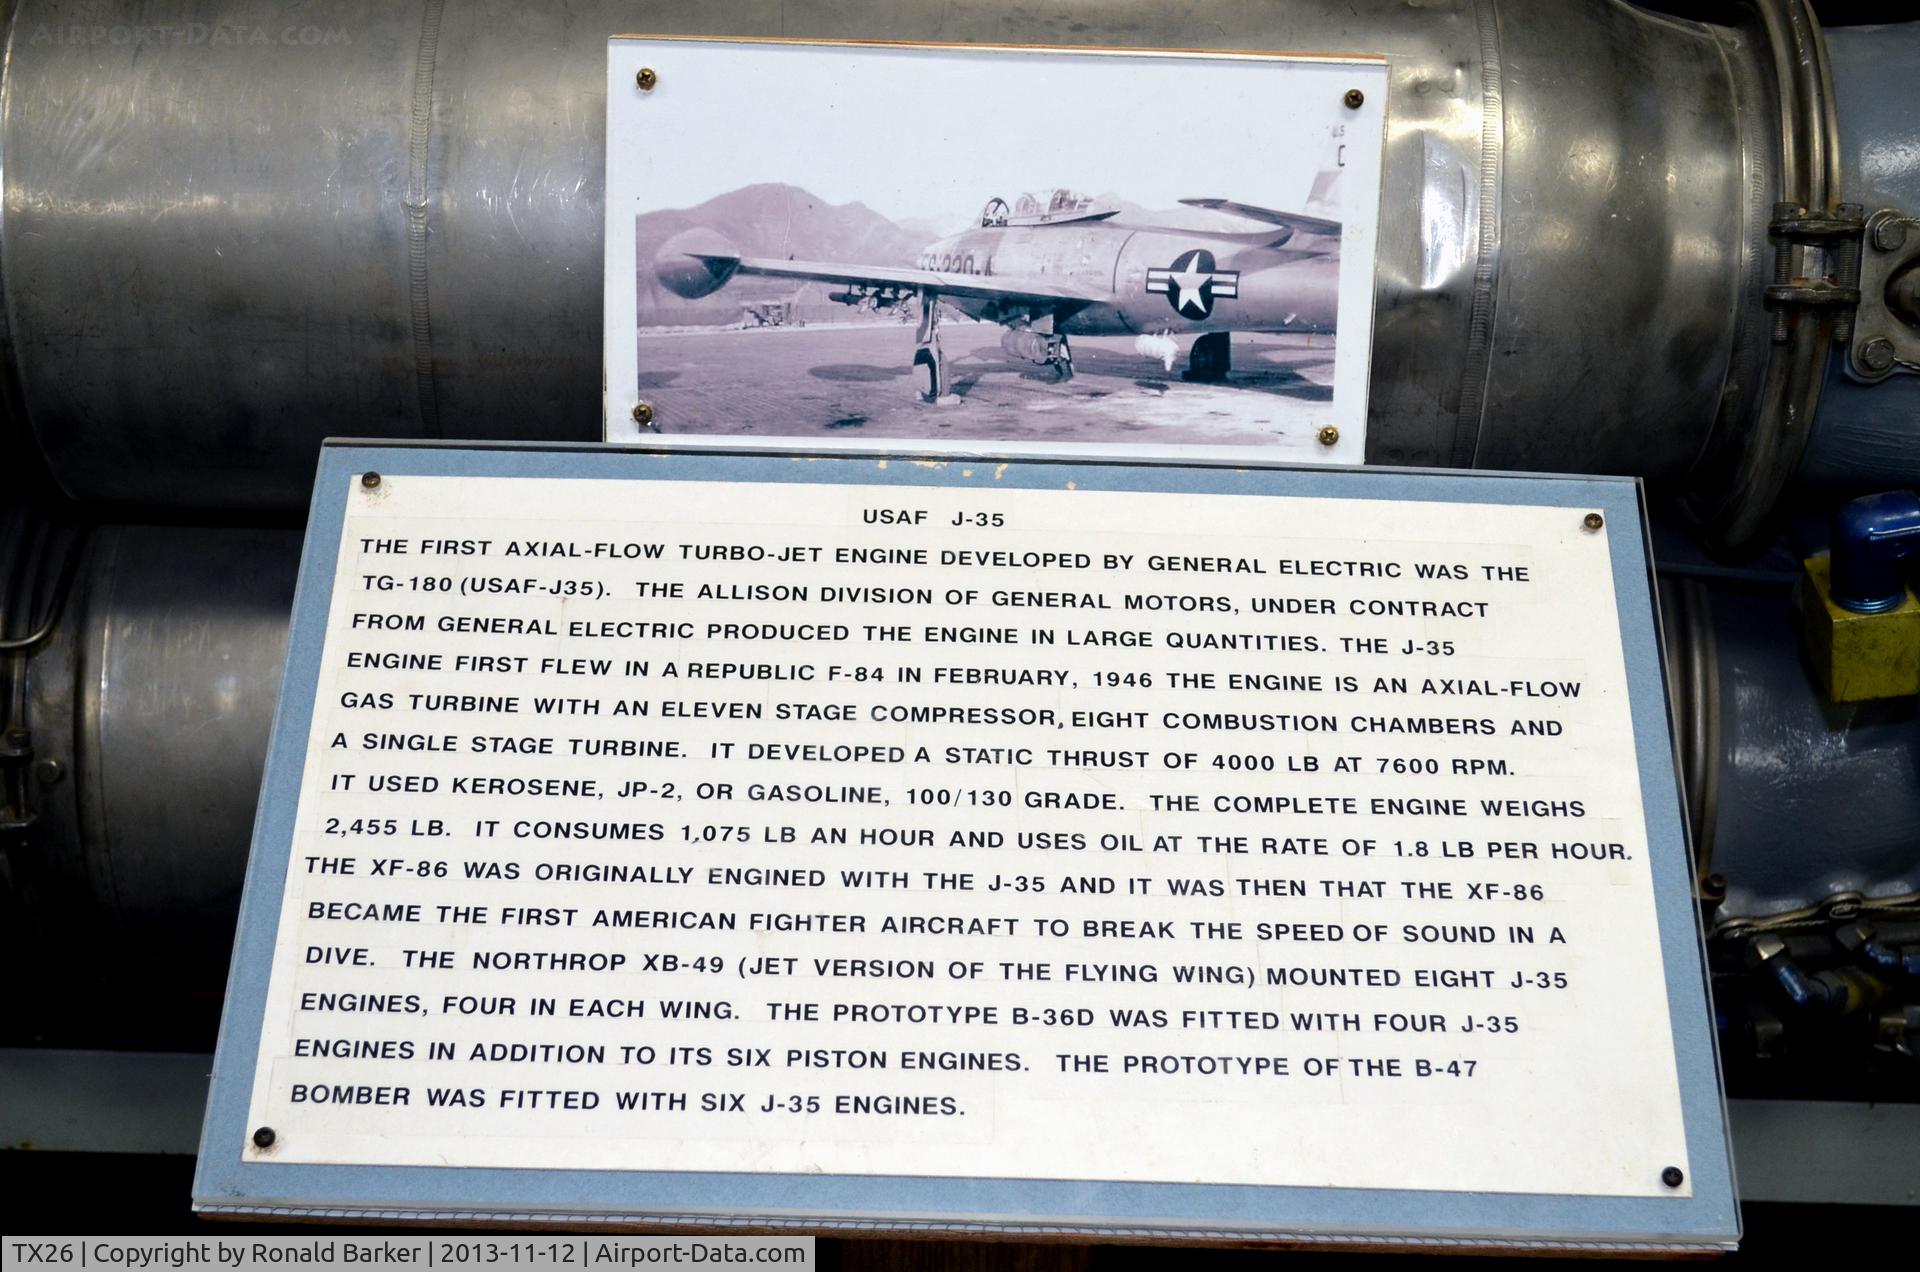 AIRPORT-DATA.COM
U.S
C
FS-220-A
USAF J-35
THE FIRST AXIAL-FLOW TURBO-JET ENGINE DEVELOPED BY GENERAL ELECTRIC WAS THE
TG-180 (USAF-J35). THE ALLISON DIVISION OF GENERAL MOTORS, UNDER CONTRACT
FROM GENERAL ELECTRIC PRODUCED THE ENGINE IN LARGE QUANTITIES. THE J-35
ENGINE FIRST FLEW IN A REPUBLIC F-84 IN FEBRUARY, 1946 THE ENGINE IS AN AXIAL-FLOW
GAS TURBINE WITH AN ELEVEN STAGE COMPRESSOR, EIGHT COMBUSTION CHAMBERS AND
A SINGLE STAGE TURBINE. IT DEVELOPED A STATIC THRUST OF 4000 LB AT 7600 RPM.
IT USED KEROSENE, JP-2, OR GASOLINE, 100/130 GRADE. THE COMPLETE ENGINE WEIGHS
2,455 LB. IT CONSUMES 1,075 LB AN HOUR AND USES OIL AT THE RATE OF 1.8 LB PER HOUR.
THE XF-86 WAS ORIGINALLY ENGINED WITH THE J-35 AND IT WAS THEN THAT THE XF-86
BECAME THE FIRST AMERICAN FIGHTER AIRCRAFT TO BREAK THE SPEED OF SOUND IN A
DIVE. THE NORTHROP XB-49 (JET VERSION OF THE FLYING WING) MOUNTED EIGHT J-35
ENGINES, FOUR IN EACH WING. THE PROTOTYPE B-36D WAS FITTED WITH FOUR J-35
ENGINES IN ADDITION TO ITS SIX PISTON ENGINES. THE PROTOTYPE OF THE B-47
BOMBER WAS FITTED WITH SIX J-35 ENGINES.
TX26 | Copyright by Ronald Barker | 2013-11-12 | Airport-Data.com